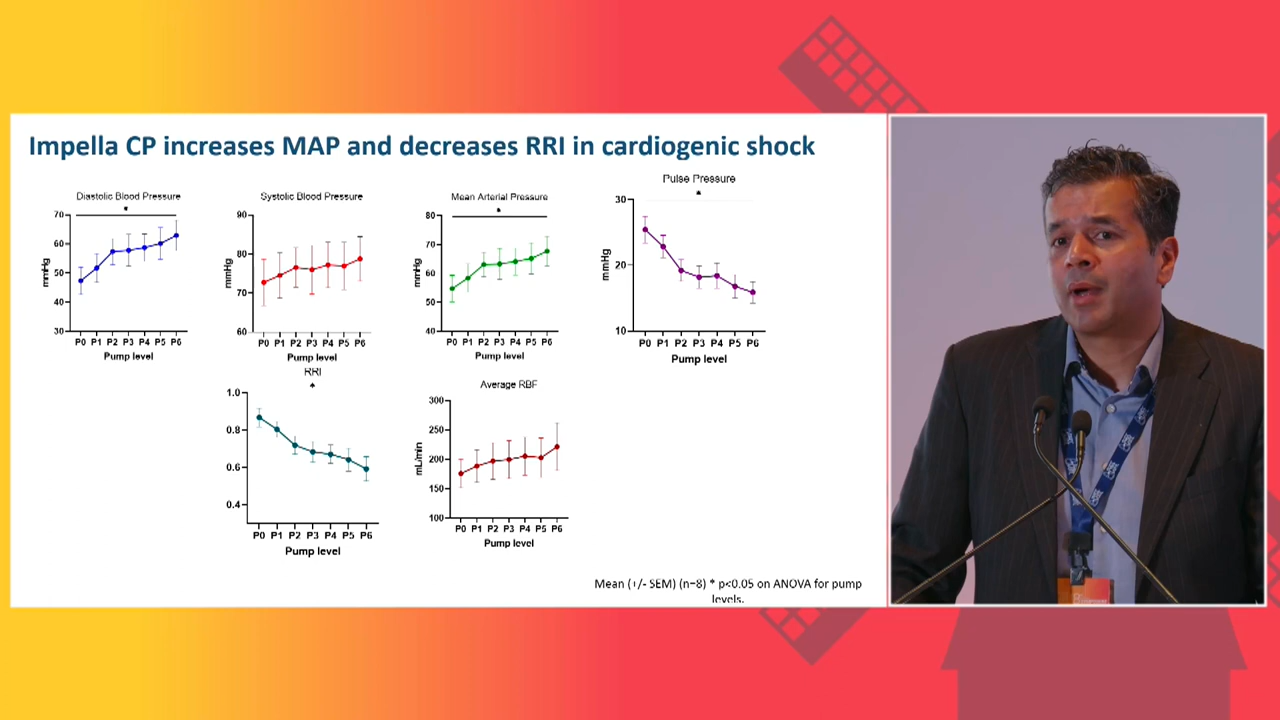 Impella CP increases MAP and decreases RRI in cardiogenic shock
Diastolic Blood Pressure
*
70
60
50
40
30
mmHg
P0 P1 P2 P3 P4 P5 P6
Pump level
Systolic Blood Pressure
90
80
70
60
mmHg
P0 P1 P2 P3 P4 P5 P6
Pump level
Mean Arterial Pressure
*
80
70
60
50
40
mmHg
P0 P1 P2 P3 P4 P5 P6
Pump level
Pulse Pressure
*
30
20
10
mmHg
P0 P1 P2 P3 P4 P5 P6
Pump level
RRI
*
1.0
0.8
0.6
0.4
P0 P1 P2 P3 P4 P5 P6
Pump level
Average RBF
300
250
200
150
100
mL/min
P0 P1 P2 P3 P4 P5 P6
Pump level
Mean (+/- SEM) (n=8) * p<0.05 on ANOVA for pump
levels.